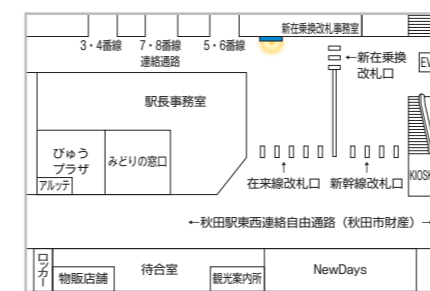 新在乗換改札事務室
3・4番線
7・8番線
連絡通路
5・6番線
←新在乗換
改札口
EV
駅長事務室
びゅう
プラザ
みどりの窓口
アルッテ
在来線改札口
新幹線改札口
KIOSK
←秋田駅東西連絡自由通路（秋田市財産）→
ロッカー
物販店舗
待合室
観光案内所
NewDays